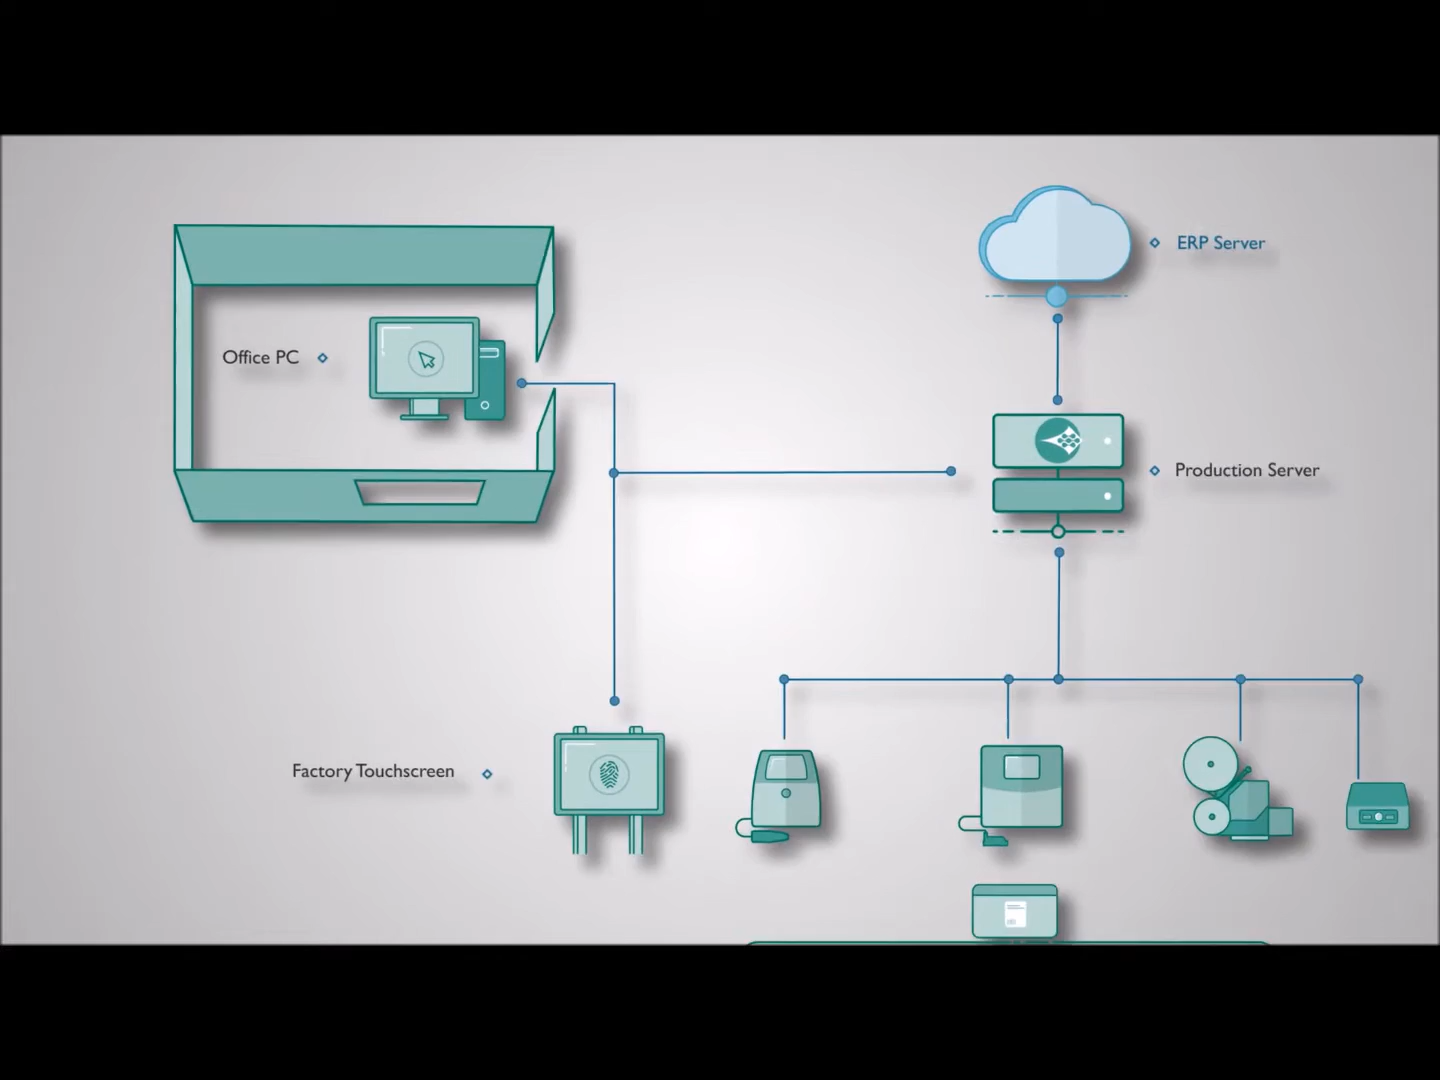 ERP Server
Office PC
Production Server
Factory Touchscreen